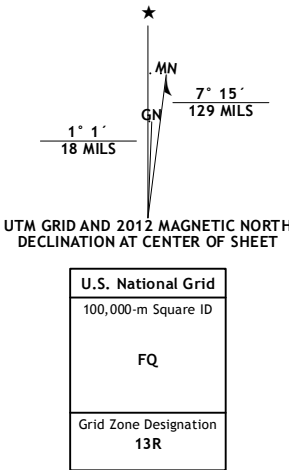 ★
MN
GN
7° 15´
129 MILS
1° 1´
18 MILS
UTM GRID AND 2012 MAGNETIC NORTH
DECLINATION AT CENTER OF SHEET
U.S. National Grid
100,000-m Square ID
FQ
Grid Zone Designation
13R